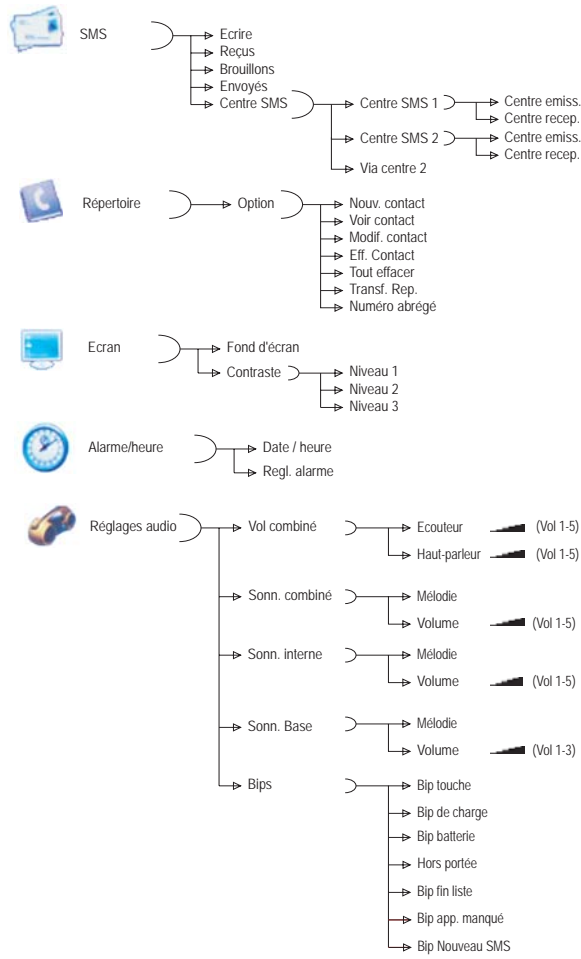 SMS
Ecrire
Reçus
Brouillons
Envoyés
Centre SMS
Centre SMS 1
Centre emiss.
Centre recep.
Centre SMS 2
Centre emiss.
Centre recep.
Via centre 2
Répertoire
Option
Nouv. contact
Voir contact
Modif. contact
Eff. Contact
Tout effacer
Transf. Rep.
Numéro abrégé
Ecran
Fond d'écran
Contraste
Niveau 1
Niveau 2
Niveau 3
Alarme/heure
Date / heure
Regl. alarme
Réglages audio
Vol combiné
Ecouteur (Vol 1-5)
Haut-parleur (Vol 1-5)
Sonn. combiné
Mélodie
Volume (Vol 1-5)
Sonn. interne
Mélodie
Volume (Vol 1-5)
Sonn. Base
Mélodie
Volume (Vol 1-3)
Bips
Bip touche
Bip de charge
Bip batterie
Hors portée
Bip fin liste
Bip app. manqué
Bip Nouveau SMS